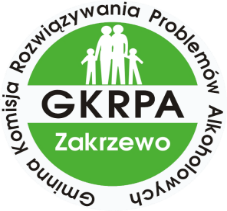 Gminna Komisja Rozwiązywania Problemów Alkoholowych
GKRPA
Zakrzewo